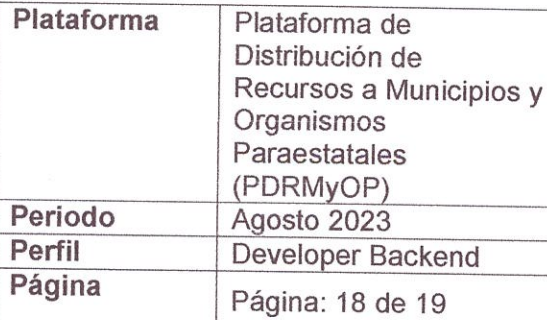 Plataforma
Plataforma de
Distribución de
Recursos a Municipios y
Organismos
Paraestatales
(PDRMyOP)
Periodo
Agosto 2023
Perfil
Developer Backend
Página
Página: 18 de 19